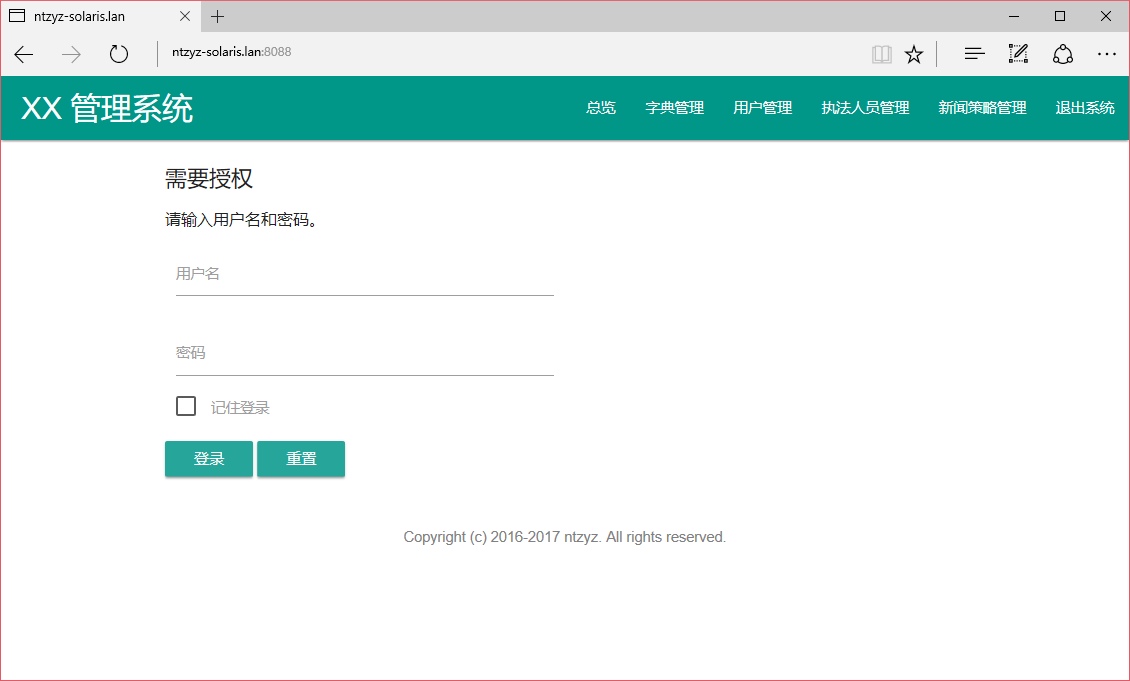 ntzyz-solaris.lan
ntzyz-solaris.lan:8088
XX 管理系统
总览 字典管理 用户管理 执法人员管理 新闻策略管理 退出系统
需要授权
请输入用户名和密码。
用户名
密码
记住登录
登录 重置
Copyright (c) 2016-2017 ntzyz. All rights reserved.